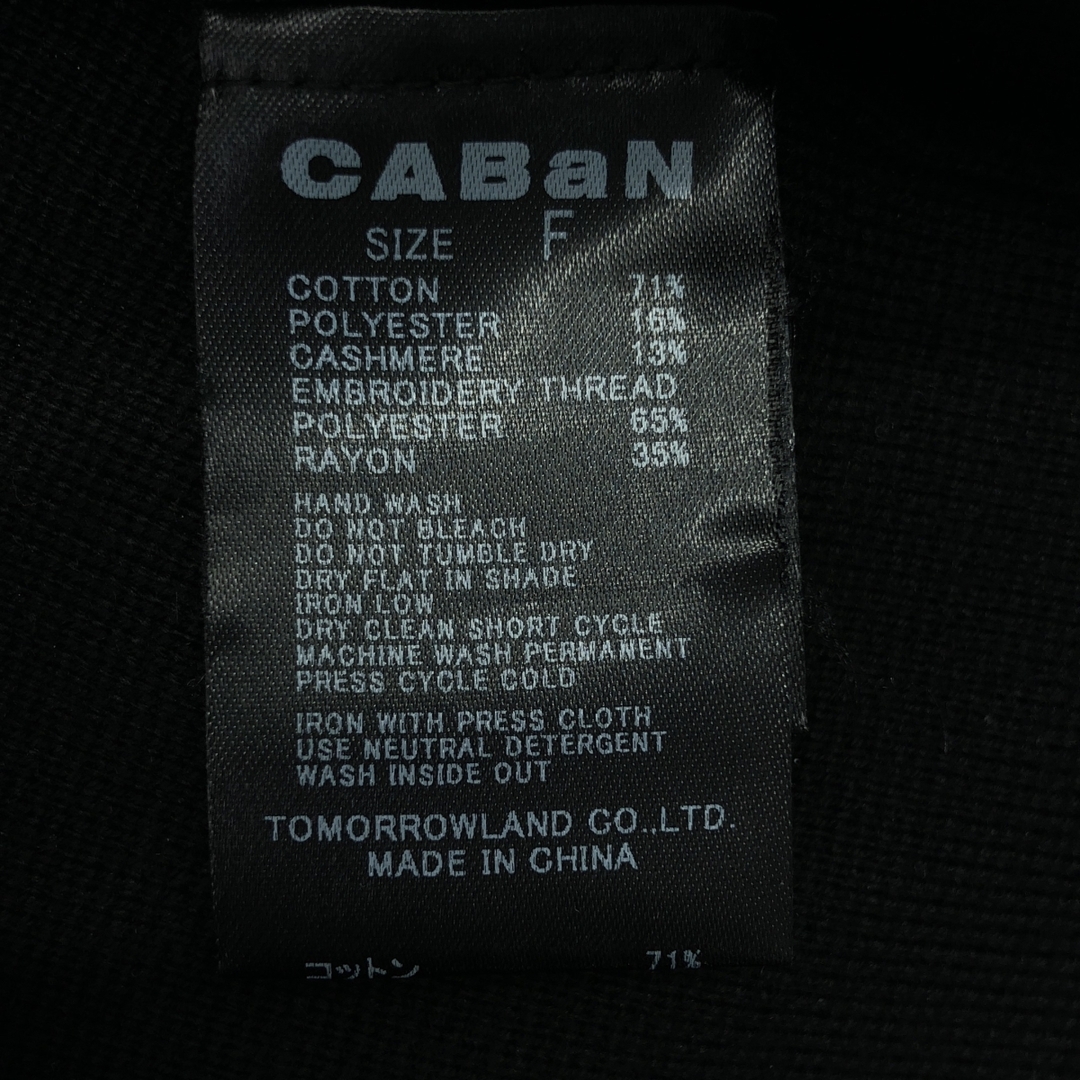 CABaN
SIZE F
COTTON 71%
POLYESTER 16%
CASHMERE 13%
EMBROIDERY THREAD
POLYESTER 65%
RAYON 35%
HAND WASH
DO NOT BLEACH
DO NOT TUMBLE DRY
DRY FLAT IN SHADE
IRON LOW
DRY CLEAN SHORT CYCLE
MACHINE WASH PERMANENT
PRESS CYCLE COLD
IRON WITH PRESS CLOTH
USE NEUTRAL DETERGENT
WASH INSIDE OUT
TOMORROWLAND CO.,LTD.
MADE IN CHINA
コットン 71%